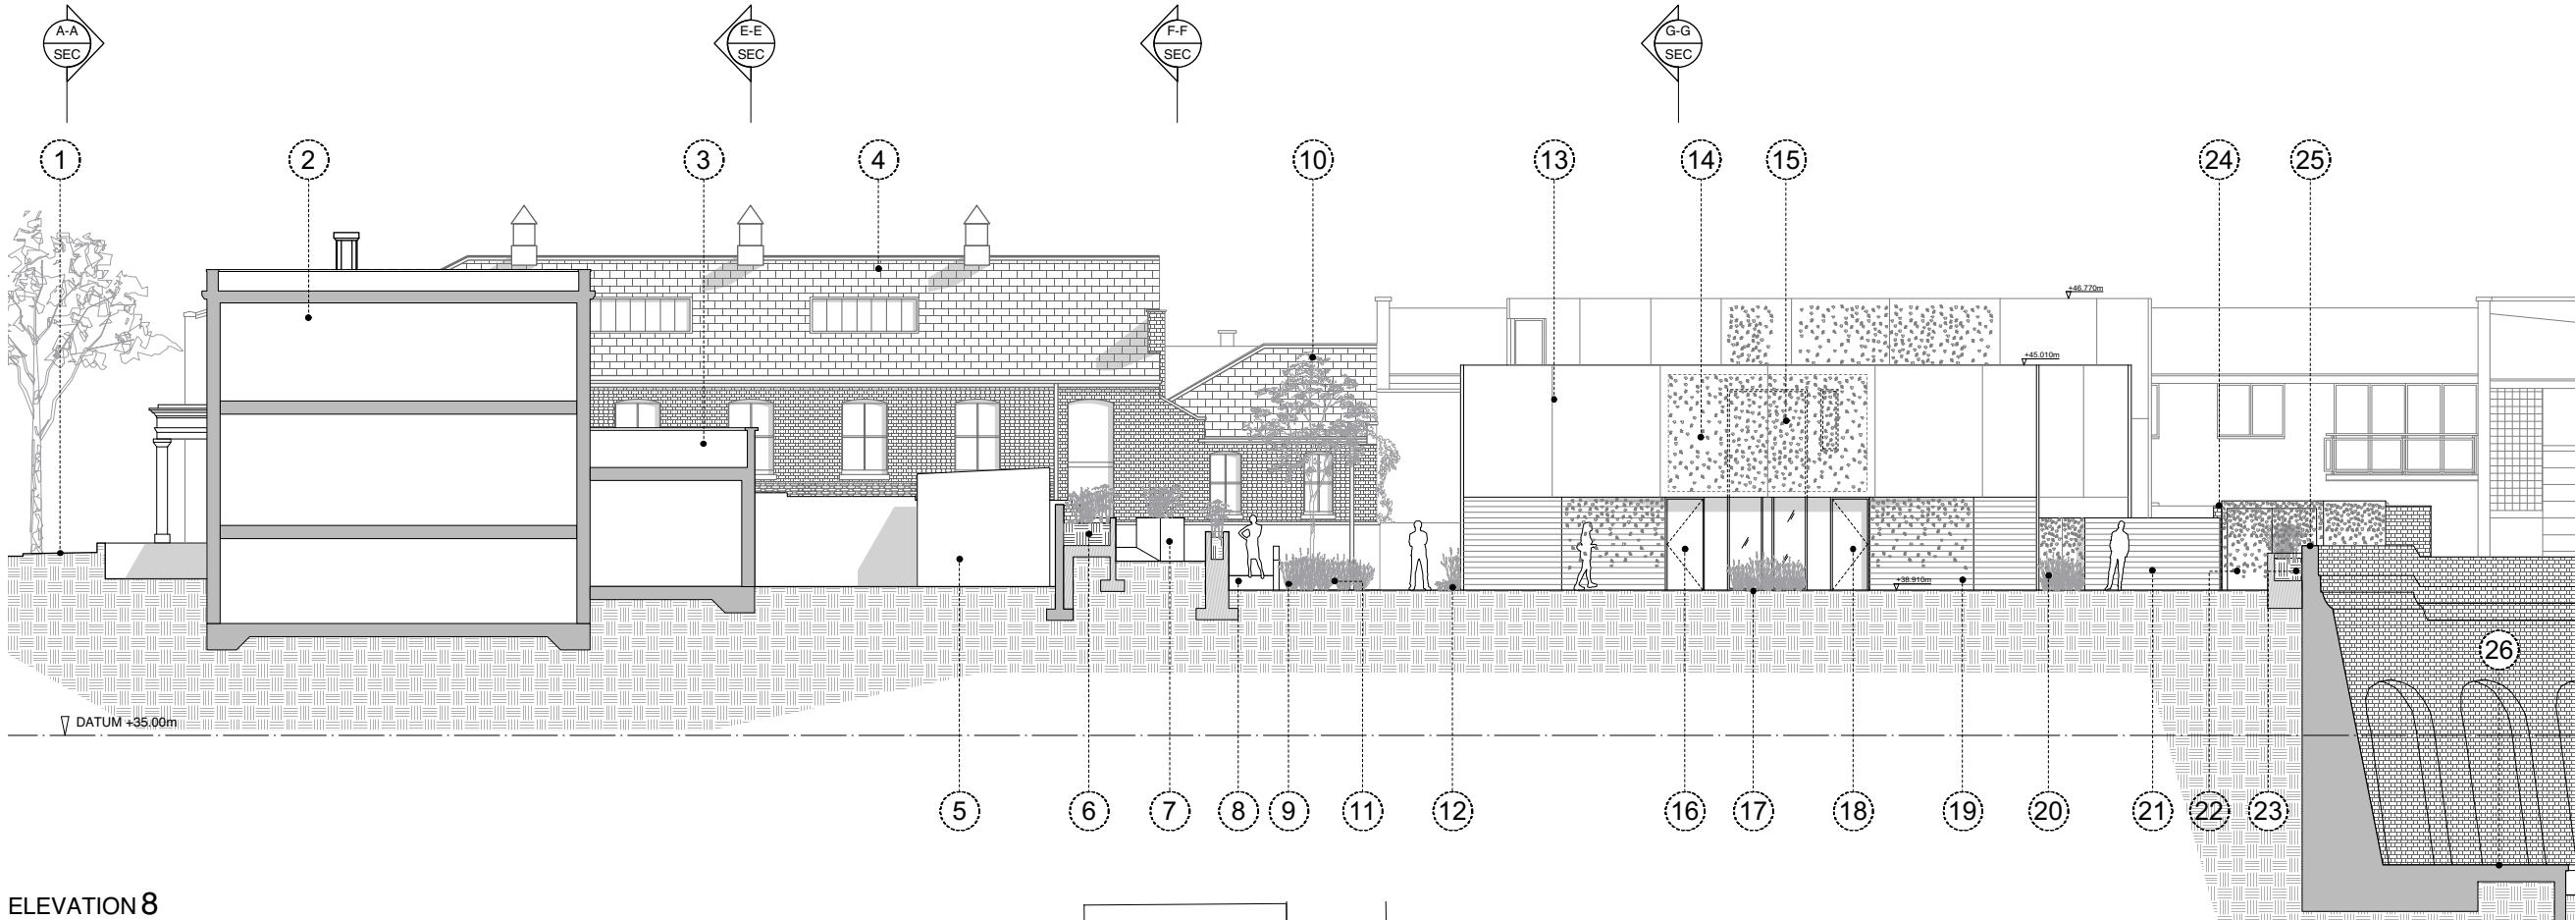 A-A
SEC
E-E
SEC
F-F
SEC
G-G
SEC
1
2
3
4
10
13
14
15
24
25
+46.770m
+45.010m
+38.910m
26
DATUM +35.00m
5
6
7
8
9
11
12
16
17
18
19
20
21
22
23
ELEVATION 8